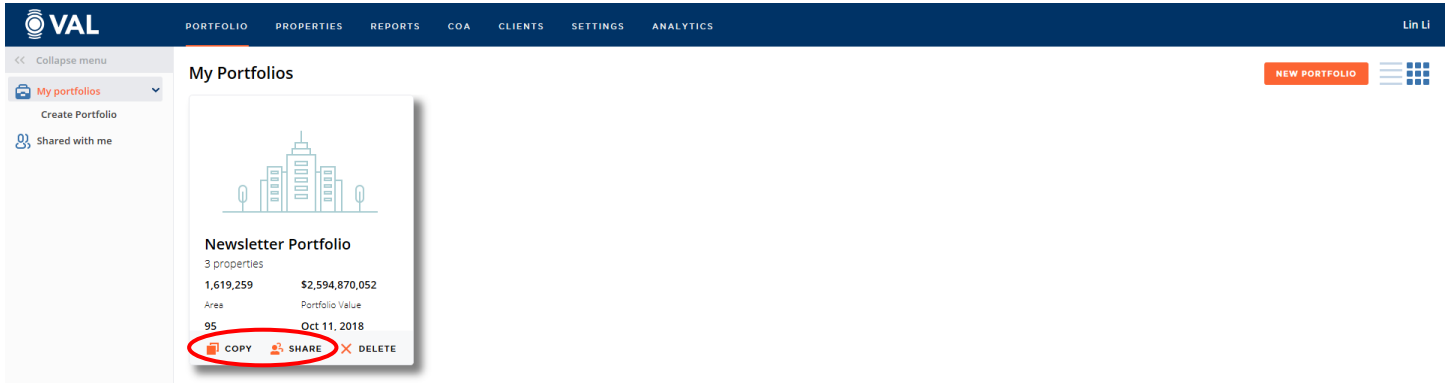 VAL
PORTFOLIO PROPERTIES REPORTS COA CLIENTS SETTINGS ANALYTICS
Lin Li
<< Collapse menu
My portfolios
Create Portfolio
Shared with me
My Portfolios
NEW PORTFOLIO
Newsletter Portfolio
3 properties
1,619,259 $2,594,870,052
Area Portfolio Value
95 Oct 11, 2018
COPY SHARE DELETE